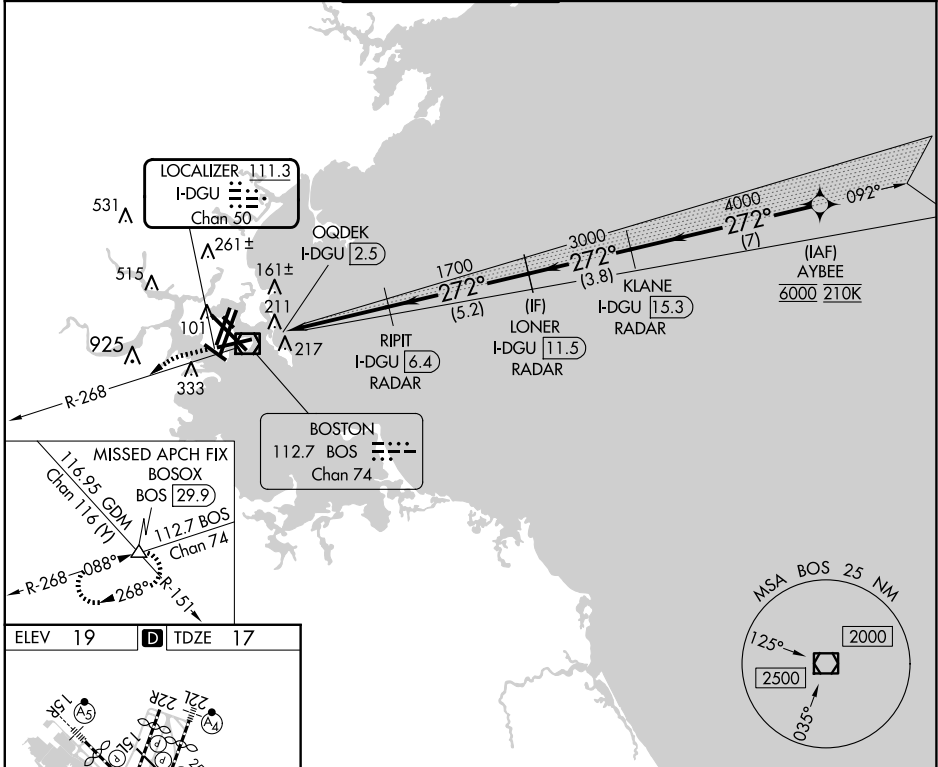 LOCALIZER 111.3
I-DGU
Chan 50
531
261±
515
161±
211
101
925
217
333
OQDEK
I-DGU 2.5
4000
272°
(7)
092°
3000
272°
(3.8)
1700
272°
(5.2)
(IAF)
AYBEE
6000 210K
KLANE
I-DGU 15.3
RADAR
(IF)
LONER
I-DGU 11.5
RADAR
RIPIT
I-DGU 6.4
RADAR
R-268
BOSTON
112.7 BOS
Chan 74
MISSED APCH FIX
BOSOX
BOS 29.9
116.95 GDM
Chan 116 (Y)
112.7 BOS
Chan 74
R-268
088°
268°
R-151
MSA BOS 25 NM
125°
2000
2500
035°
ELEV 19
D
TDZE 17
15R
A5
22R
22L
A4
15L
P
P
P